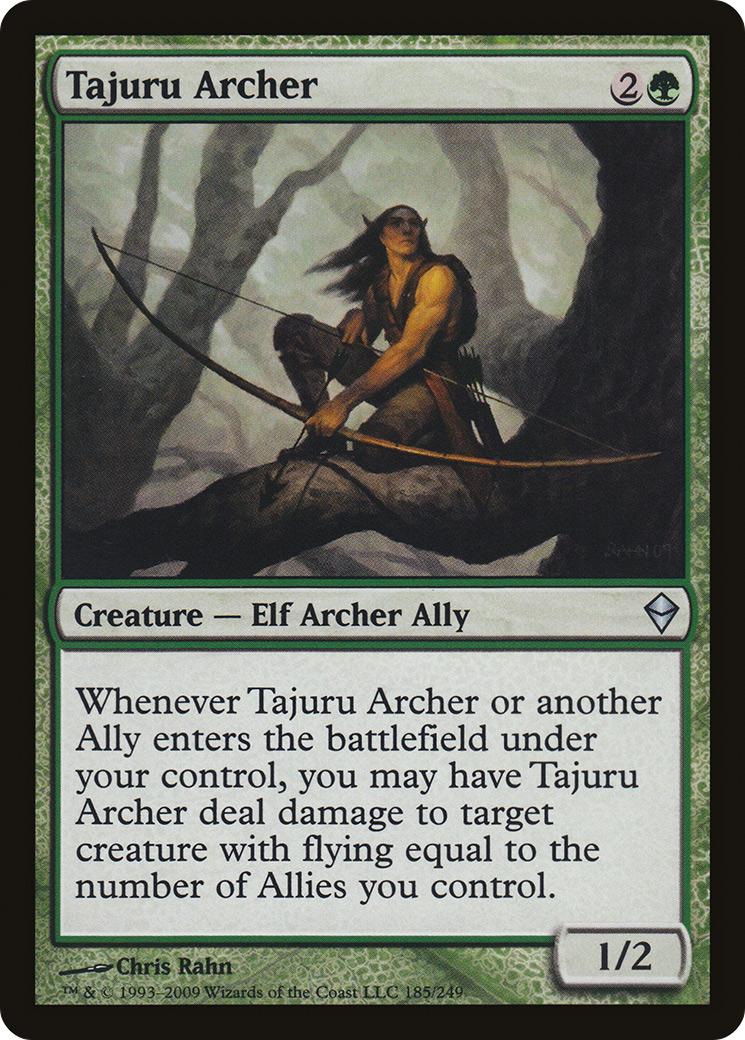 Tajuru Archer 2
RAHN 09
Creature — Elf Archer Ally
Whenever Tajuru Archer or another
Ally enters the battlefield under
your control, you may have Tajuru
Archer deal damage to target
creature with flying equal to the
number of Allies you control.
1/2
Chris Rahn
™ & © 1993–2009 Wizards of the Coast LLC 185/249